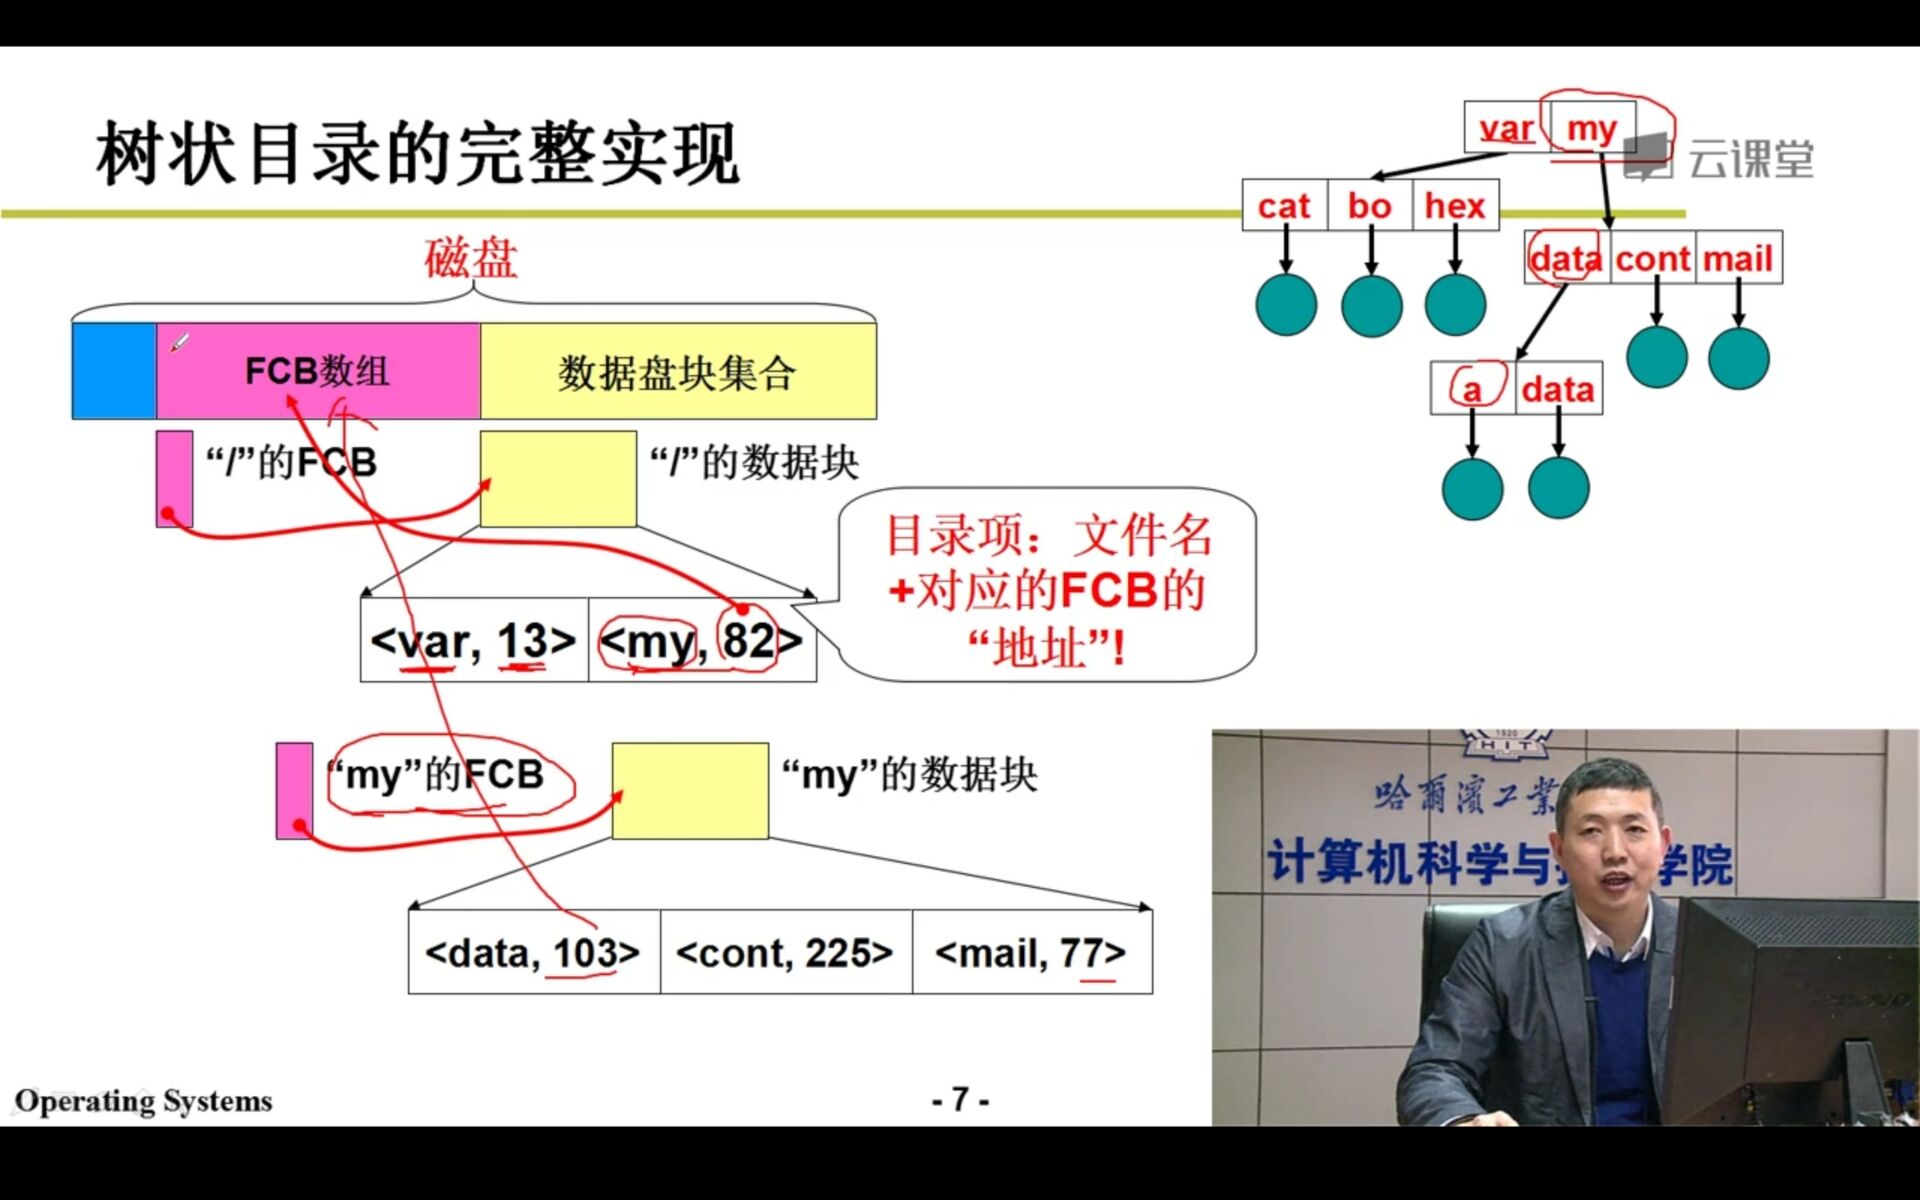 树状目录的完整实现
var my
云课堂
cat bo hex
data cont mail
a data
磁盘
FCB数组
数据盘块集合
“/”的FCB
“/”的数据块
目录项：文件名
+对应的FCB的
“地址”!
<var, 13> <my, 82>
“my”的FCB
“my”的数据块
<data, 103> <cont, 225> <mail, 77>
1920
HIT
哈爾濱工業
计算机科学与
学院
Operating Systems
- 7 -